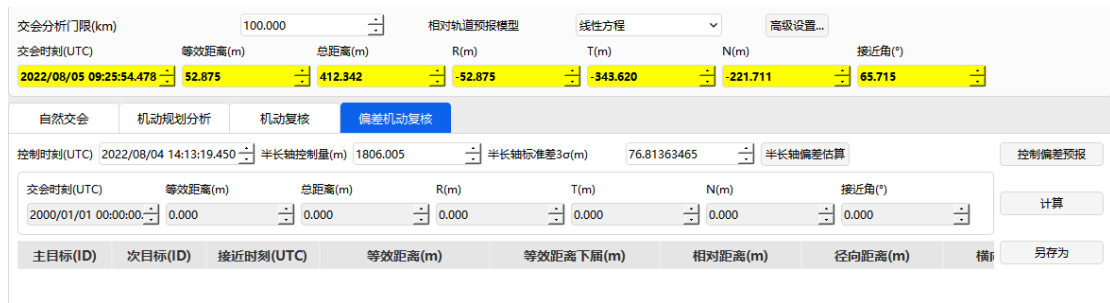 交会分析门限(km) 100.000 相对轨道预报模型 线性方程 高级设置...
交会时刻(UTC) 等效距离(m) 总距离(m) R(m) T(m) N(m) 接近角(°)
2022/08/05 09:25:54.478 52.875 412.342 -52.875 -343.620 -221.711 65.715
自然交会 机动规划分析 机动复核 偏差机动复核
控制时刻(UTC) 2022/08/04 14:13:19.450 半长轴控制量(m) 1806.005 半长轴标准差3σ(m) 76.81363465 半长轴偏差估算 控制偏差预报
交会时刻(UTC) 等效距离(m) 总距离(m) R(m) T(m) N(m) 接近角(°)
2000/01/01 00:00:00. 0.000 0.000 0.000 0.000 0.000 0.000 计算
主目标(ID) 次目标(ID) 接近时刻(UTC) 等效距离(m) 等效距离下届(m) 相对距离(m) 径向距离(m) 另存为